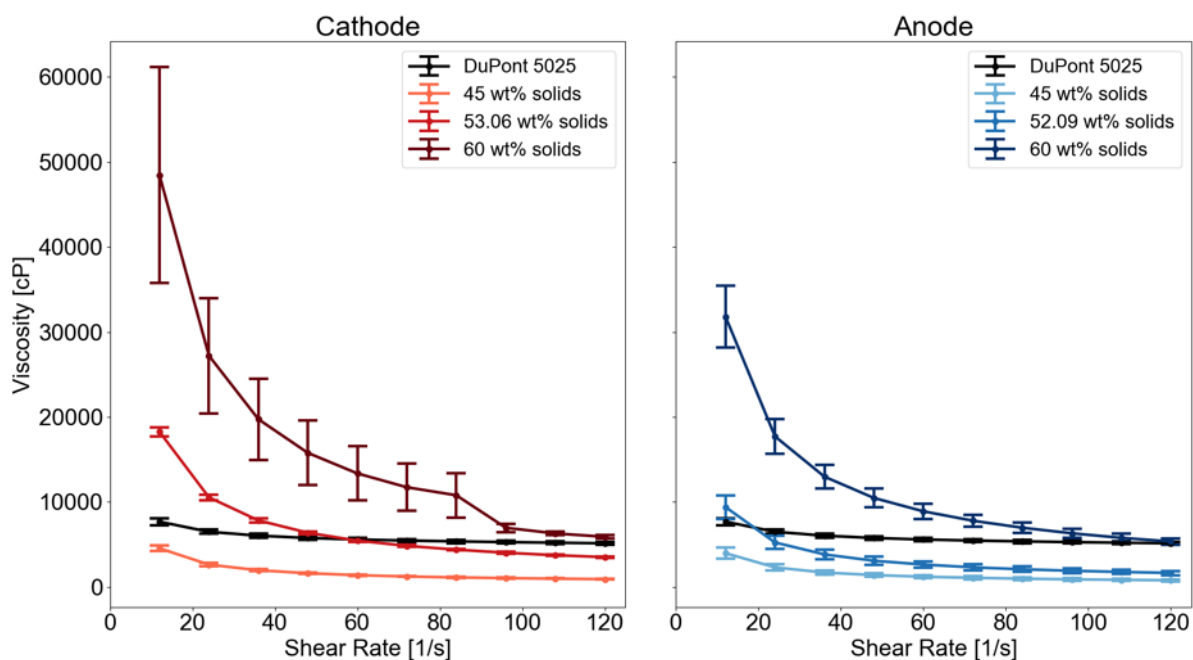 Cathode
Anode
DuPont 5025
45 wt% solids
53.06 wt% solids
60 wt% solids
DuPont 5025
45 wt% solids
52.09 wt% solids
60 wt% solids
Viscosity [cP]
60000
50000
40000
30000
20000
10000
0
0 20 40 60 80 100 120
0 20 40 60 80 100 120
Shear Rate [1/s]
Shear Rate [1/s]